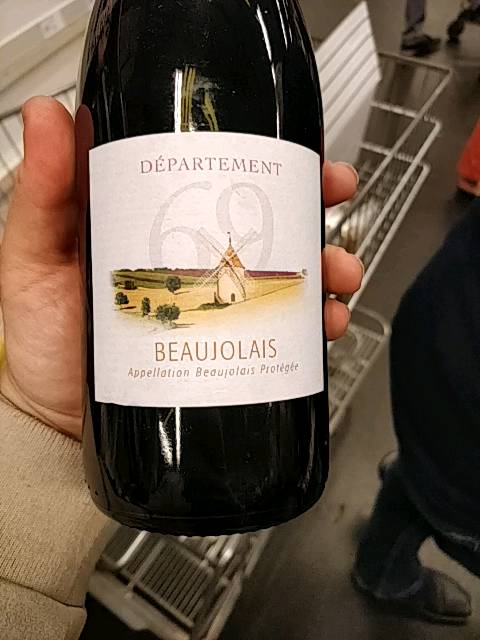 DÉPARTEMENT
69
BEAUJOLAIS
Appellation Beaujolais Protégée